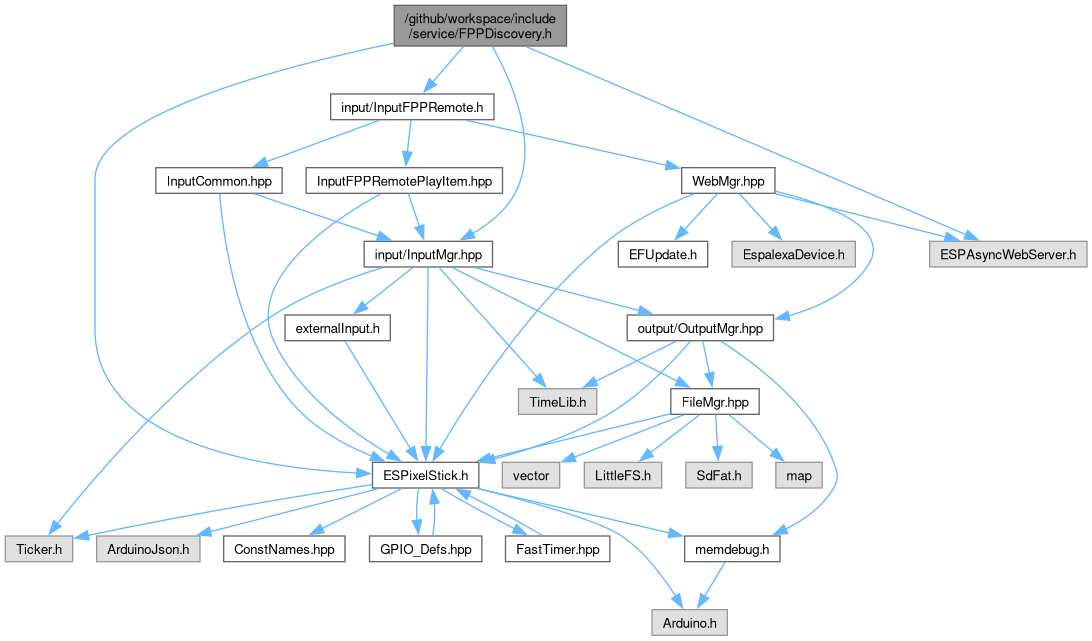 /github/workspace/include
/service/FPPDiscovery.h
input/InputFPPRemote.h
InputCommon.hpp
InputFPPRemotePlayItem.hpp
WebMgr.hpp
input/InputMgr.hpp
EFUpdate.h
EspalexaDevice.h
ESPAsyncWebServer.h
externalInput.h
output/OutputMgr.hpp
TimeLib.h
FileMgr.hpp
ESPixelStick.h
vector
LittleFS.h
SdFat.h
map
Ticker.h
ArduinoJson.h
ConstNames.hpp
GPIO_Defs.hpp
FastTimer.hpp
memdebug.h
Arduino.h